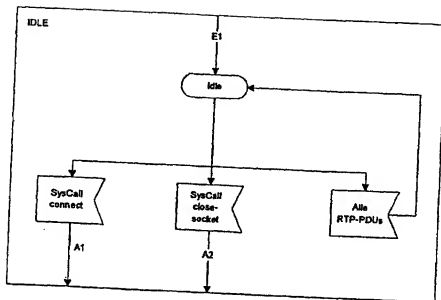 IDLE
E1
Idle
SysCall
connect
SysCall
close-
socket
Alle
RTP-PDUs
A1
A2